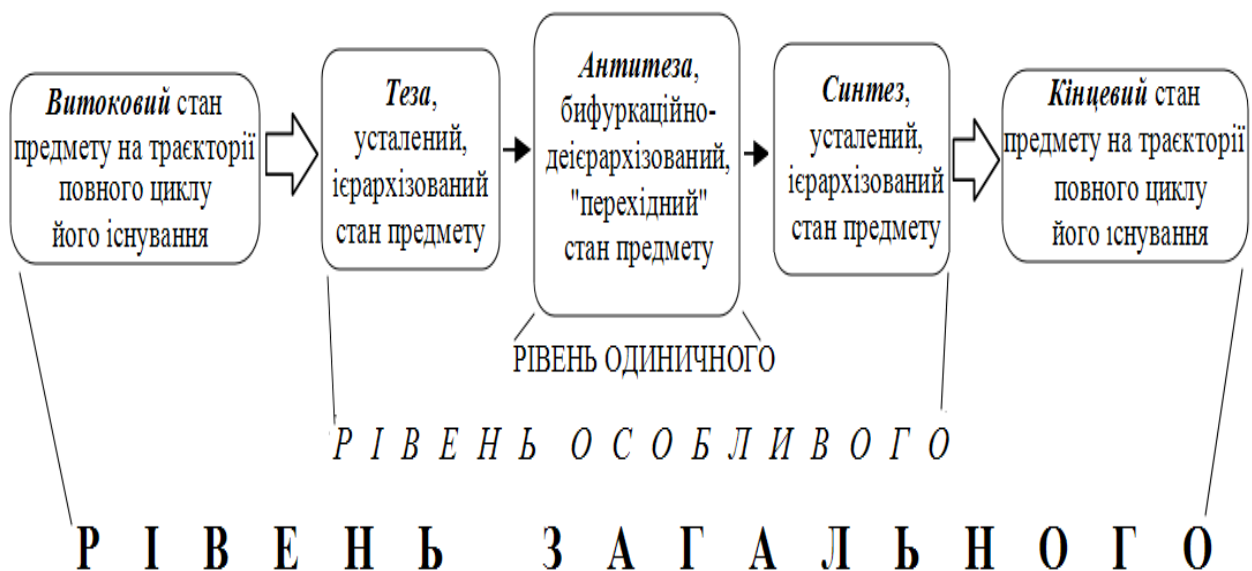 Витоковий стан
предмету на траєкторії
повного циклу
його існування
Теза,
усталений,
ієрархізований
стан предмету
Антитеза,
бифуркаційно-
деієрархізований,
"перехідний"
стан предмету
Синтез,
усталений,
ієрархізований
стан предмету
Кінцевий стан
предмету на траєкторії
повного циклу
його існування
РІВЕНЬ ОДИНИЧНОГО
Р І В Е Н Ь О С О Б Л И В О Г О
Р І В Е Н Ь З А Г А Л Ь Н О Г О